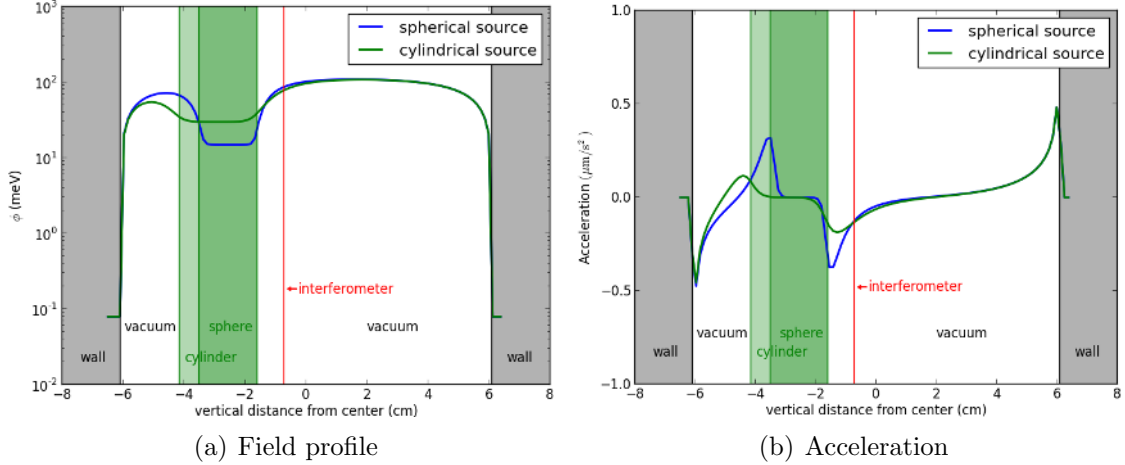 10³
10²
10¹
10⁰
10⁻¹
10⁻²
ϕ (meV)
spherical source
cylindrical source
interferometer
vacuum
sphere
vacuum
wall
cylinder
wall
−8 −6 −4 −2 0 2 4 6 8
vertical distance from center (cm)
(a) Field profile
1.0
0.5
0.0
−0.5
−1.0
Acceleration (μm/s²)
spherical source
cylindrical source
interferometer
vacuum
sphere
vacuum
wall
cylinder
wall
−8 −6 −4 −2 0 2 4 6 8
vertical distance from center (cm)
(b) Acceleration